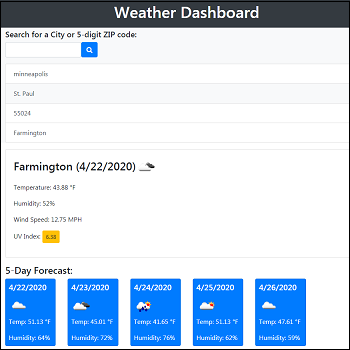 Weather Dashboard
Search for a City or 5-digit ZIP code:
minneapolis
St. Paul
55024
Farmington
Farmington (4/22/2020)
Temperature: 43.88 °F
Humidity: 52%
Wind Speed: 12.75 MPH
UV Index: 6.58
5-Day Forecast:
4/22/2020 4/23/2020 4/24/2020 4/25/2020 4/26/2020
Temp: 51.13 °F Temp: 45.01 °F Temp: 41.65 °F Temp: 51.13 °F Temp: 47.61 °F
Humidity: 64% Humidity: 72% Humidity: 76% Humidity: 62% Humidity: 59%